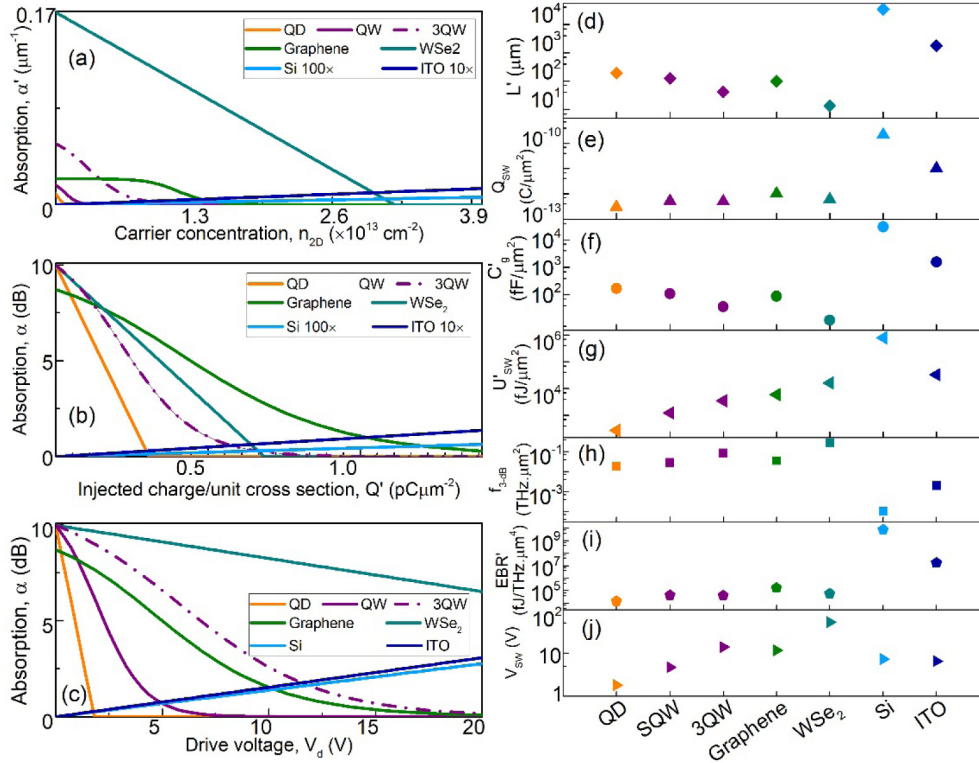 0.17
(a)
QD QW 3QW
Graphene WSe2
Si 100× ITO 10×
Absorption, α' (μm⁻¹)
0
0 1.3 2.6 3.9
Carrier concentration, n2D (×10¹³ cm⁻²)
10
QD QW 3QW
Graphene WSe₂
Si 100× ITO 10×
Absorption, α (dB)
5
(b)
0
0.5 1.0
Injected charge/unit cross section, Q' (pCμm⁻²)
10
QD QW 3QW
Graphene WSe₂
Si ITO
Absorption, α (dB)
5
(c)
0
0 5 10 15 20
Drive voltage, Vd (V)
(d)
L' (μm)
10⁴
10³
10²
10¹
(e)
QSW
(C/μm²)
10⁻¹⁰
10⁻¹³
(f)
C'g
(fF/μm²)
10⁴
10³
10²
(g)
U'SW
(fJ/μm²)
10⁶
10⁴
(h)
f3-dB
(THz.μm²)
10⁻¹
10⁻³
(i)
EBR'
(fJ/THz.μm⁴)
10⁹
10⁷
10⁵
(j)
VSW (V)
10²
10
1
QD
SQW
3QW
Graphene
WSe₂
Si
ITO